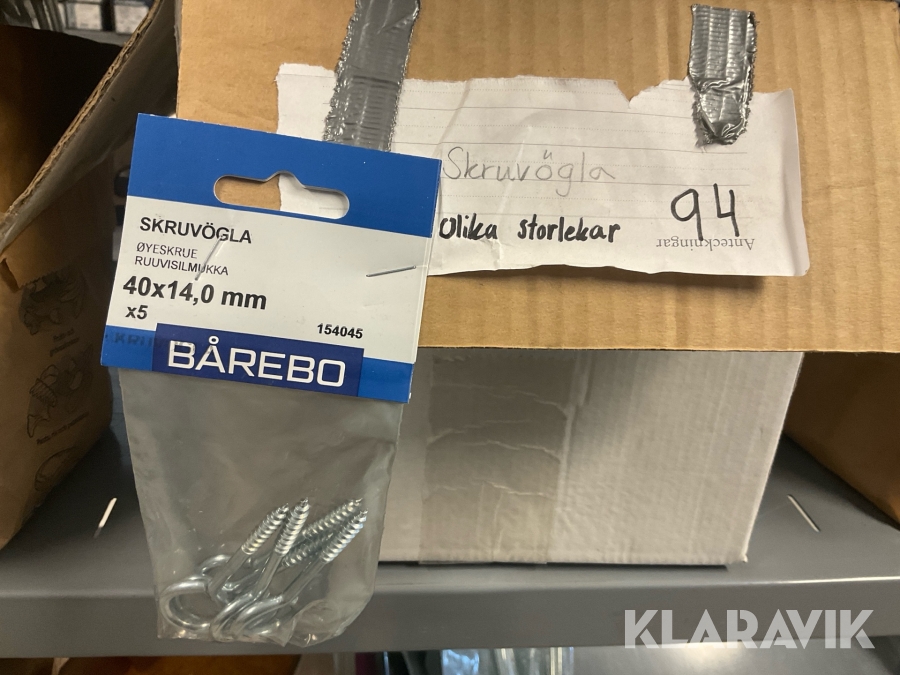 SKRUVÖGLA
ØYESKRUE
RUUVISILMUKKA
40x14,0 mm
x5
154045
BÅREBO
Skruvögla
Olika storlekar
94
Anteckningar
KLARAVIK